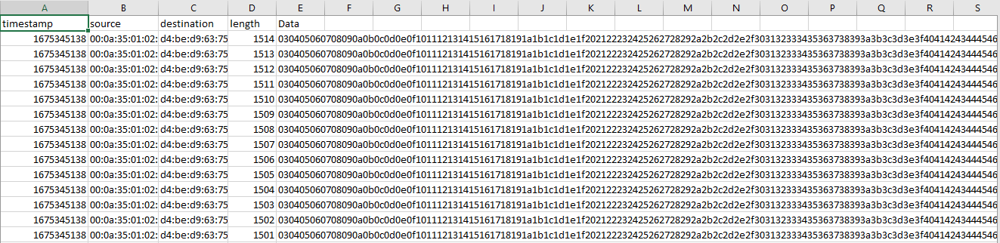 A B C D E F G H I J K L M N O P Q R S
timestamp source destination length Data
1675345138 00:0a:35:01:02: d4:be:d9:63:75 1514 030405060708090a0b0c0d0e0f101112131415161718191a1b1c1d1e1f202122232425262728292a2b2c2d2e2f303132333435363738393a3b3c3d3e3f40414243444546
1675345138 00:0a:35:01:02: d4:be:d9:63:75 1513 030405060708090a0b0c0d0e0f101112131415161718191a1b1c1d1e1f202122232425262728292a2b2c2d2e2f303132333435363738393a3b3c3d3e3f40414243444546
1675345138 00:0a:35:01:02: d4:be:d9:63:75 1512 030405060708090a0b0c0d0e0f101112131415161718191a1b1c1d1e1f202122232425262728292a2b2c2d2e2f303132333435363738393a3b3c3d3e3f40414243444546
1675345138 00:0a:35:01:02: d4:be:d9:63:75 1511 030405060708090a0b0c0d0e0f101112131415161718191a1b1c1d1e1f202122232425262728292a2b2c2d2e2f303132333435363738393a3b3c3d3e3f40414243444546
1675345138 00:0a:35:01:02: d4:be:d9:63:75 1510 030405060708090a0b0c0d0e0f101112131415161718191a1b1c1d1e1f202122232425262728292a2b2c2d2e2f303132333435363738393a3b3c3d3e3f40414243444546
1675345138 00:0a:35:01:02: d4:be:d9:63:75 1509 030405060708090a0b0c0d0e0f101112131415161718191a1b1c1d1e1f202122232425262728292a2b2c2d2e2f303132333435363738393a3b3c3d3e3f40414243444546
1675345138 00:0a:35:01:02: d4:be:d9:63:75 1508 030405060708090a0b0c0d0e0f101112131415161718191a1b1c1d1e1f202122232425262728292a2b2c2d2e2f303132333435363738393a3b3c3d3e3f40414243444546
1675345138 00:0a:35:01:02: d4:be:d9:63:75 1507 030405060708090a0b0c0d0e0f101112131415161718191a1b1c1d1e1f202122232425262728292a2b2c2d2e2f303132333435363738393a3b3c3d3e3f40414243444546
1675345138 00:0a:35:01:02: d4:be:d9:63:75 1506 030405060708090a0b0c0d0e0f101112131415161718191a1b1c1d1e1f202122232425262728292a2b2c2d2e2f303132333435363738393a3b3c3d3e3f40414243444546
1675345138 00:0a:35:01:02: d4:be:d9:63:75 1505 030405060708090a0b0c0d0e0f101112131415161718191a1b1c1d1e1f202122232425262728292a2b2c2d2e2f303132333435363738393a3b3c3d3e3f40414243444546
1675345138 00:0a:35:01:02: d4:be:d9:63:75 1504 030405060708090a0b0c0d0e0f101112131415161718191a1b1c1d1e1f202122232425262728292a2b2c2d2e2f303132333435363738393a3b3c3d3e3f40414243444546
1675345138 00:0a:35:01:02: d4:be:d9:63:75 1503 030405060708090a0b0c0d0e0f101112131415161718191a1b1c1d1e1f202122232425262728292a2b2c2d2e2f303132333435363738393a3b3c3d3e3f40414243444546
1675345138 00:0a:35:01:02: d4:be:d9:63:75 1502 030405060708090a0b0c0d0e0f101112131415161718191a1b1c1d1e1f202122232425262728292a2b2c2d2e2f303132333435363738393a3b3c3d3e3f40414243444546
1675345138 00:0a:35:01:02: d4:be:d9:63:75 1501 030405060708090a0b0c0d0e0f101112131415161718191a1b1c1d1e1f202122232425262728292a2b2c2d2e2f303132333435363738393a3b3c3d3e3f40414243444546